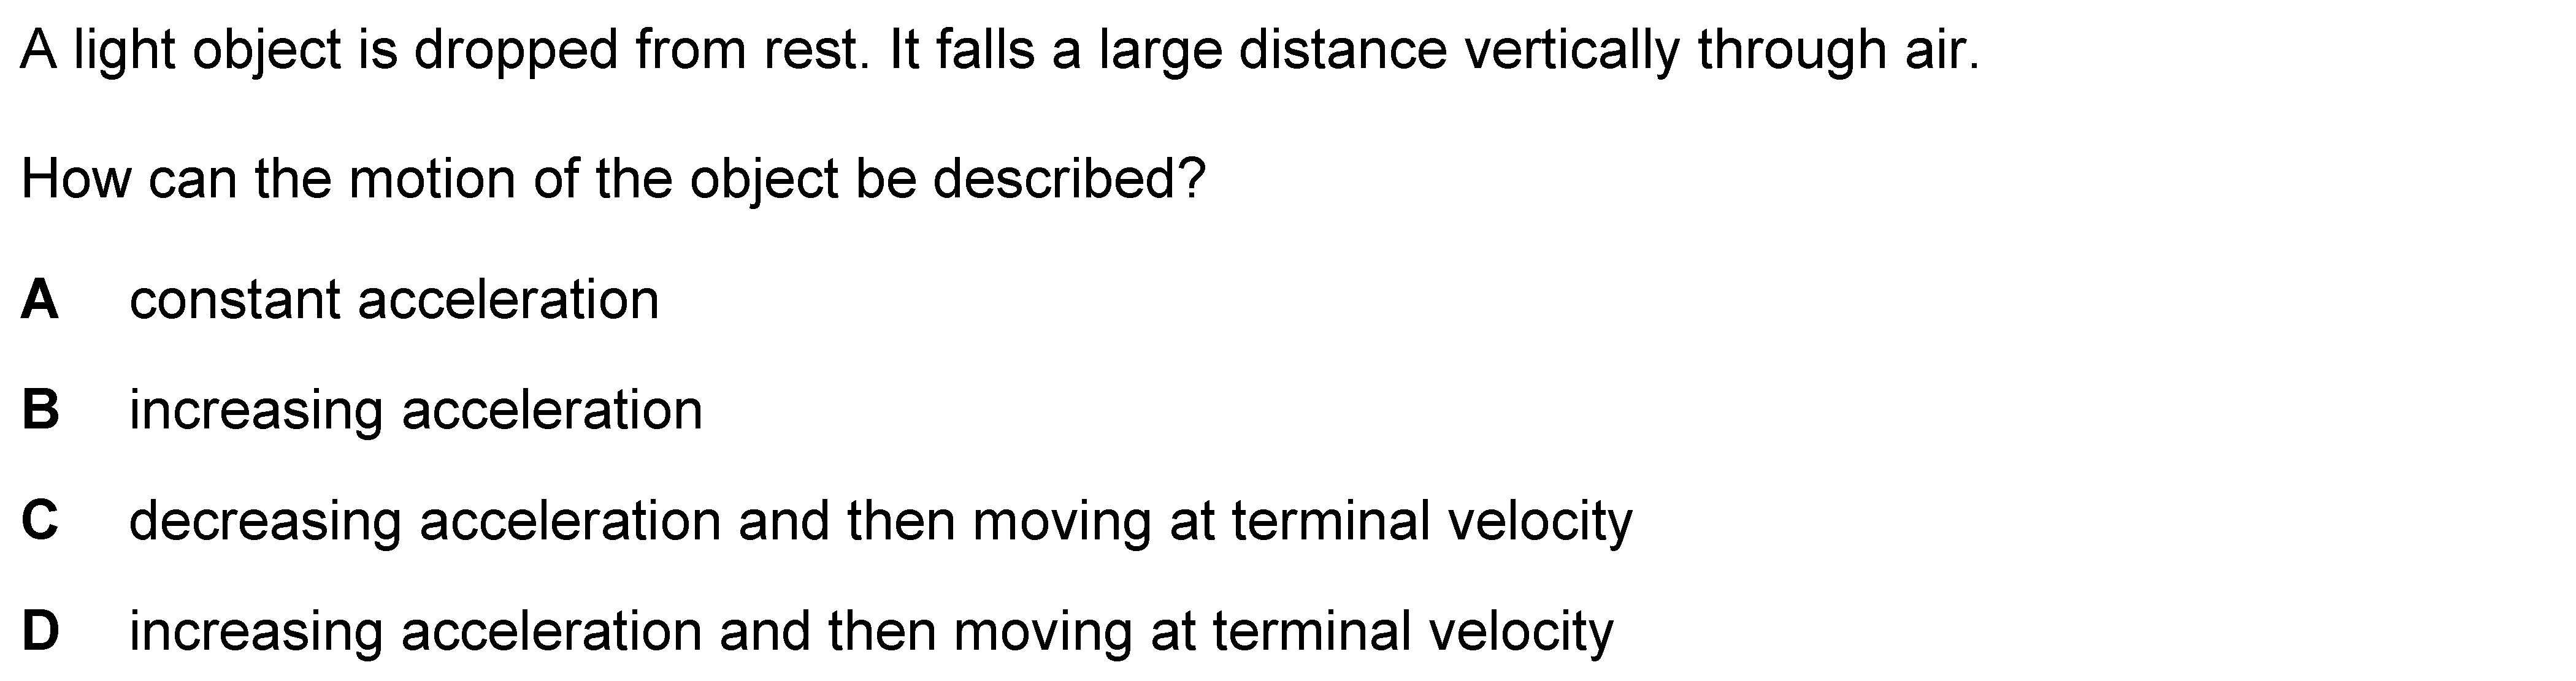 A light object is dropped from rest. It falls a large distance vertically through air.
How can the motion of the object be described?
A constant acceleration
B increasing acceleration
C decreasing acceleration and then moving at terminal velocity
D increasing acceleration and then moving at terminal velocity